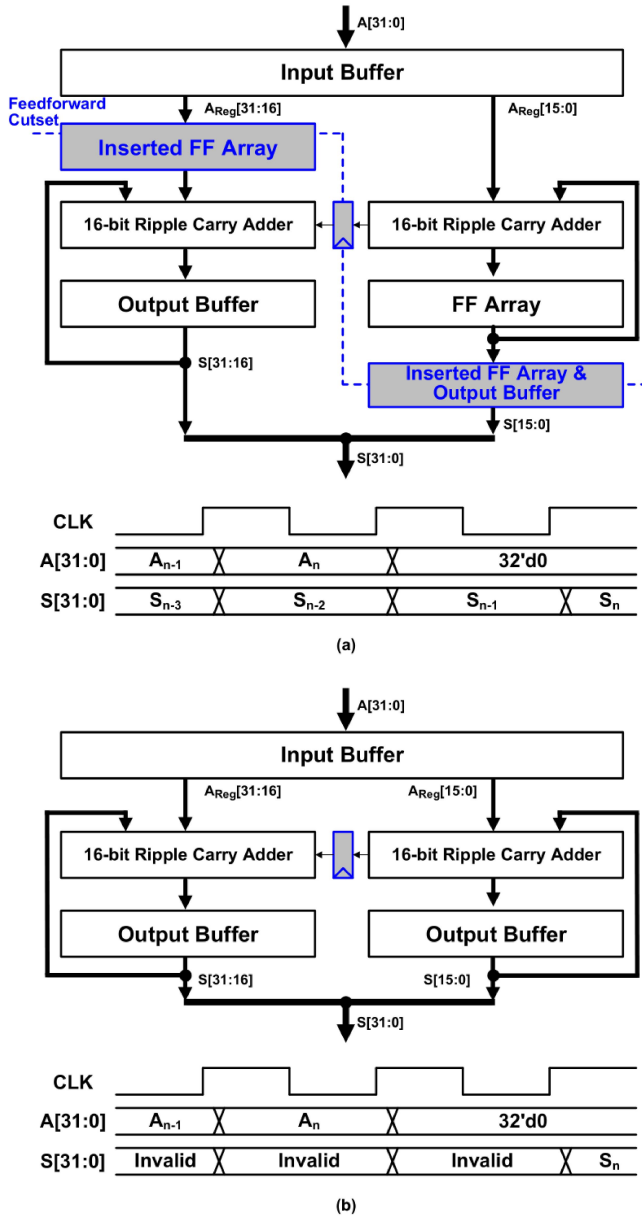 A[31:0]
Input Buffer
Feedforward
Cutset
AReg[31:16]
AReg[15:0]
Inserted FF Array
16-bit Ripple Carry Adder
16-bit Ripple Carry Adder
Output Buffer
FF Array
S[31:16]
Inserted FF Array &
Output Buffer
S[15:0]
S[31:0]
CLK
A[31:0] An-1 An 32'd0
S[31:0] Sn-3 Sn-2 Sn-1 Sn
(a)
A[31:0]
Input Buffer
AReg[31:16]
AReg[15:0]
16-bit Ripple Carry Adder
16-bit Ripple Carry Adder
Output Buffer
Output Buffer
S[31:16]
S[15:0]
S[31:0]
CLK
A[31:0] An-1 An 32'd0
S[31:0] Invalid Invalid Invalid Sn
(b)